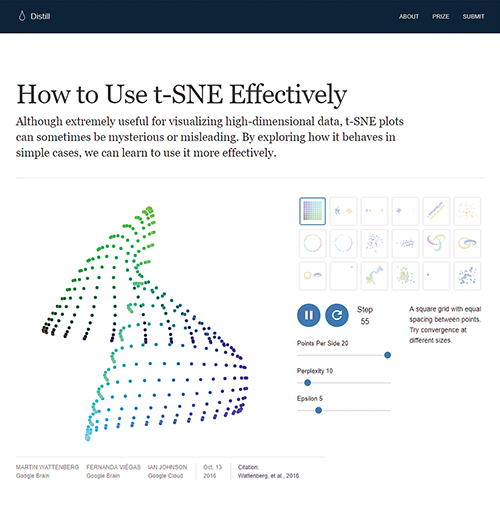 Distill
ABOUT PRIZE SUBMIT
How to Use t-SNE Effectively
Although extremely useful for visualizing high-dimensional data, t-SNE plots
can sometimes be mysterious or misleading. By exploring how it behaves in
simple cases, we can learn to use it more effectively.
Step
55
A square grid with equal
spacing between points.
Try convergence at
different sizes.
Points Per Side 20
Perplexity 10
Epsilon 5
MARTIN WATTENBERG
Google Brain
FERNANDA VIÉGAS
Google Brain
IAN JOHNSON
Google Cloud
Oct. 13
2016
Citation:
Wattenberg, et al., 2016